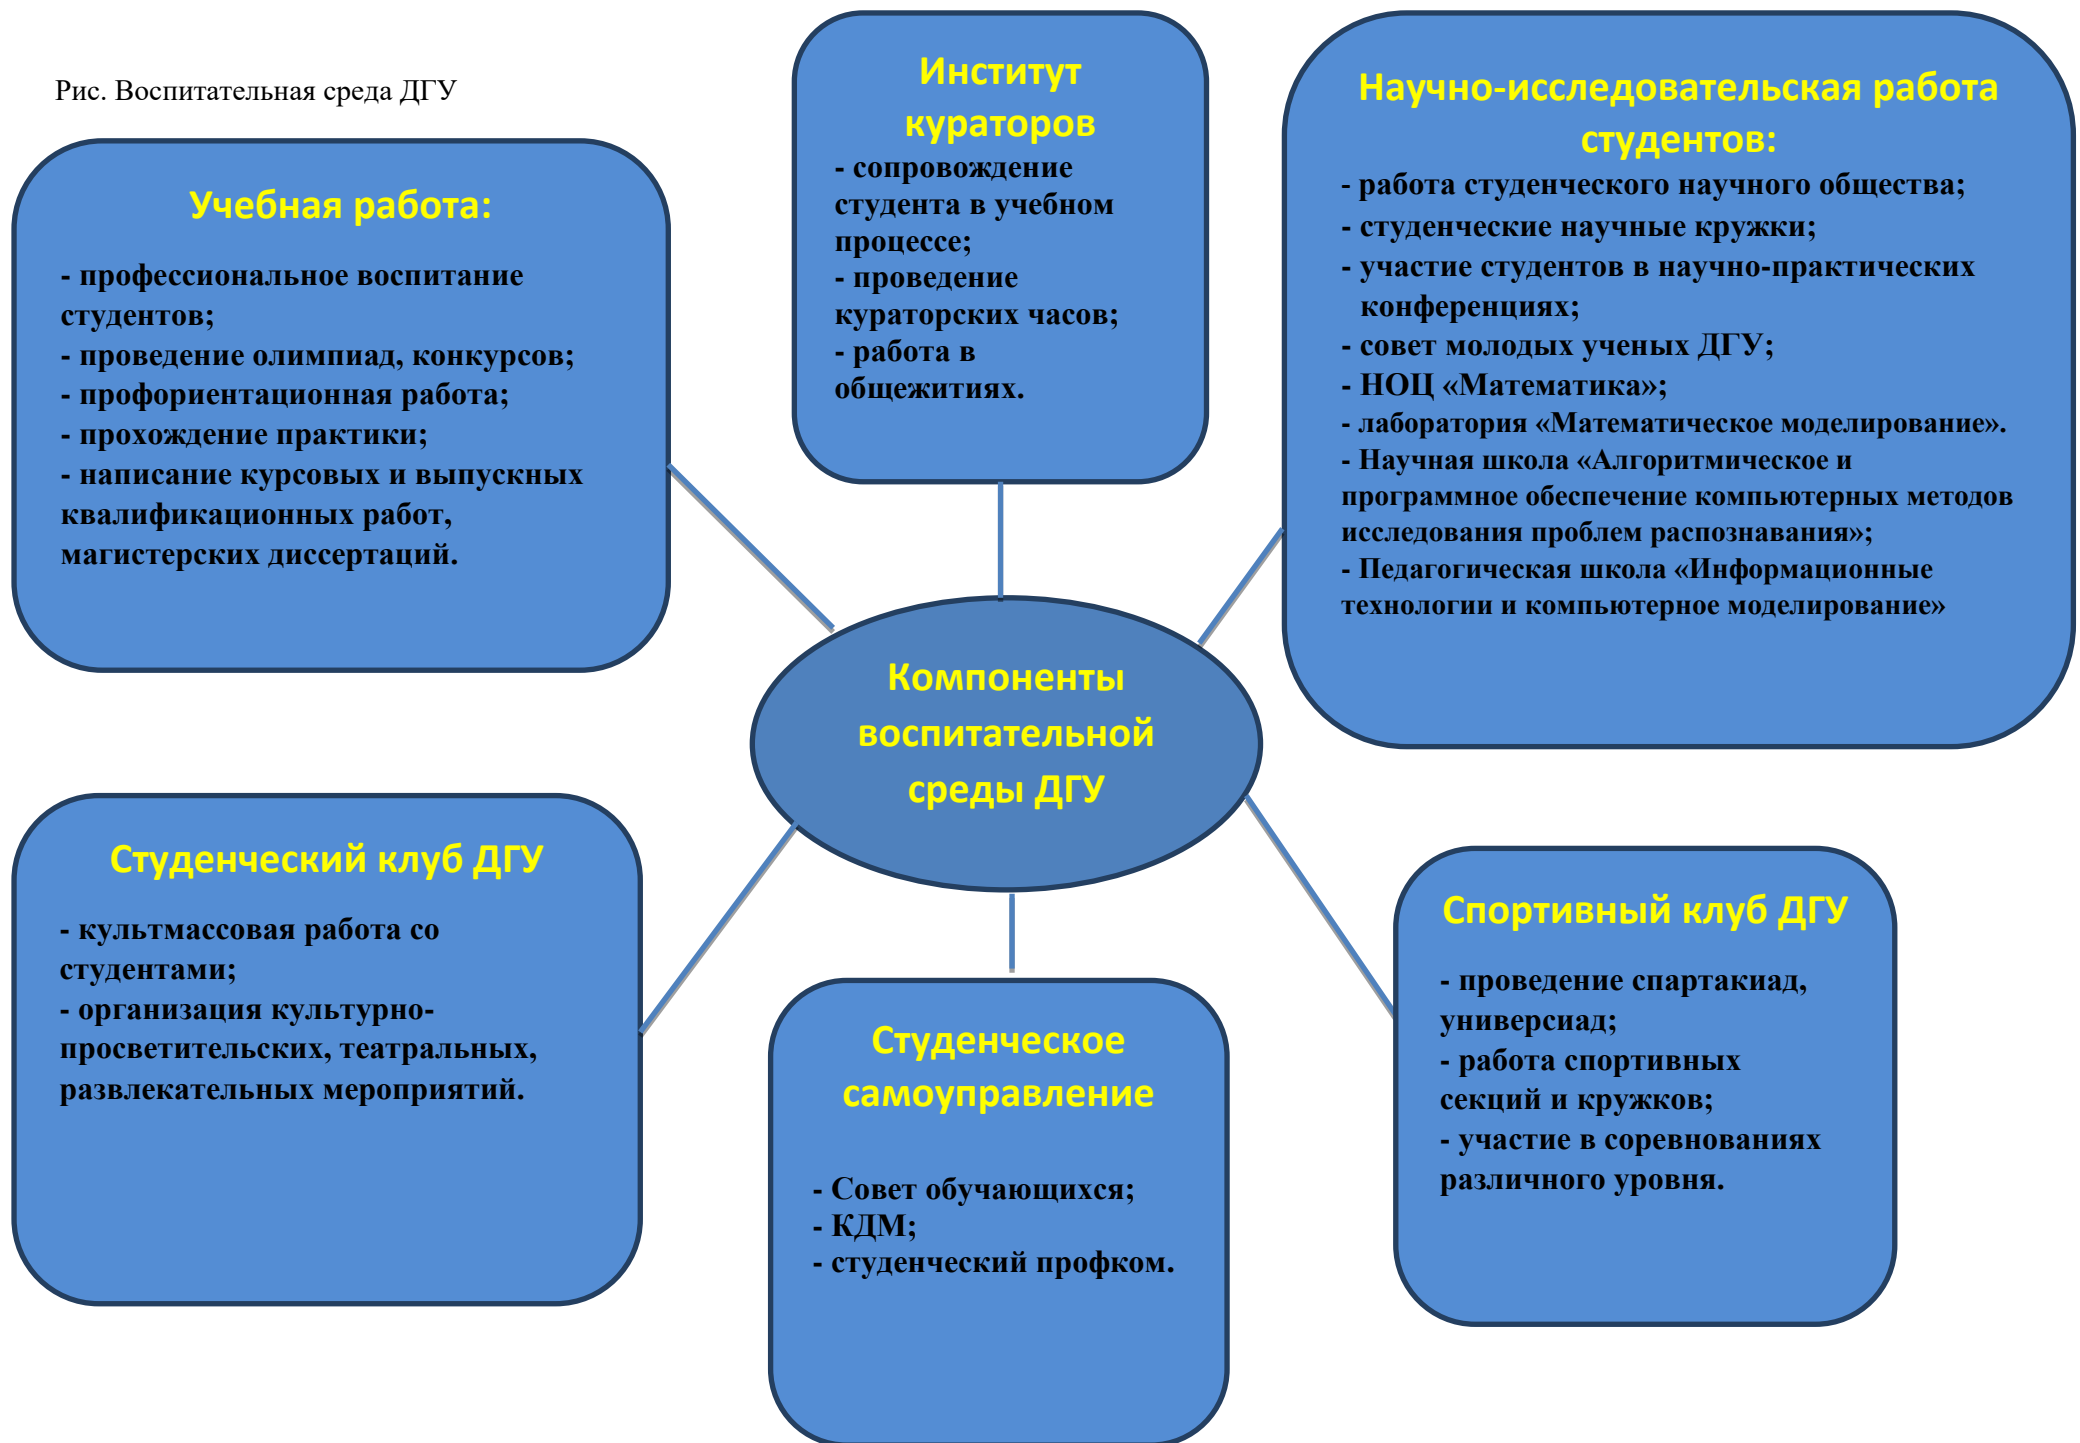 Рис. Воспитательная среда ДГУ
Учебная работа:
- профессиональное воспитание
студентов;
- проведение олимпиад, конкурсов;
- профориентационная работа;
- прохождение практики;
- написание курсовых и выпускных
квалификационных работ,
магистерских диссертаций.
Институт
кураторов
- сопровождение
студента в учебном
процессе;
- проведение
кураторских часов;
- работа в
общежитиях.
Научно-исследовательская работа
студентов:
- работа студенческого научного общества;
- студенческие научные кружки;
- участие студентов в научно-практических
конференциях;
- совет молодых ученых ДГУ;
- НОЦ «Математика»;
- лаборатория «Математическое моделирование».
- Научная школа «Алгоритмическое и
программное обеспечение компьютерных методов
исследования проблем распознавания»;
- Педагогическая школа «Информационные
технологии и компьютерное моделирование»
Компоненты
воспитательной
среды ДГУ
Студенческий клуб ДГУ
- культмассовая работа со
студентами;
- организация культурно-
просветительских, театральных,
развлекательных мероприятий.
Студенческое
самоуправление
- Совет обучающихся;
- КДМ;
- студенческий профком.
Спортивный клуб ДГУ
- проведение спартакиад,
универсиад;
- работа спортивных
секций и кружков;
- участие в соревнованиях
различного уровня.